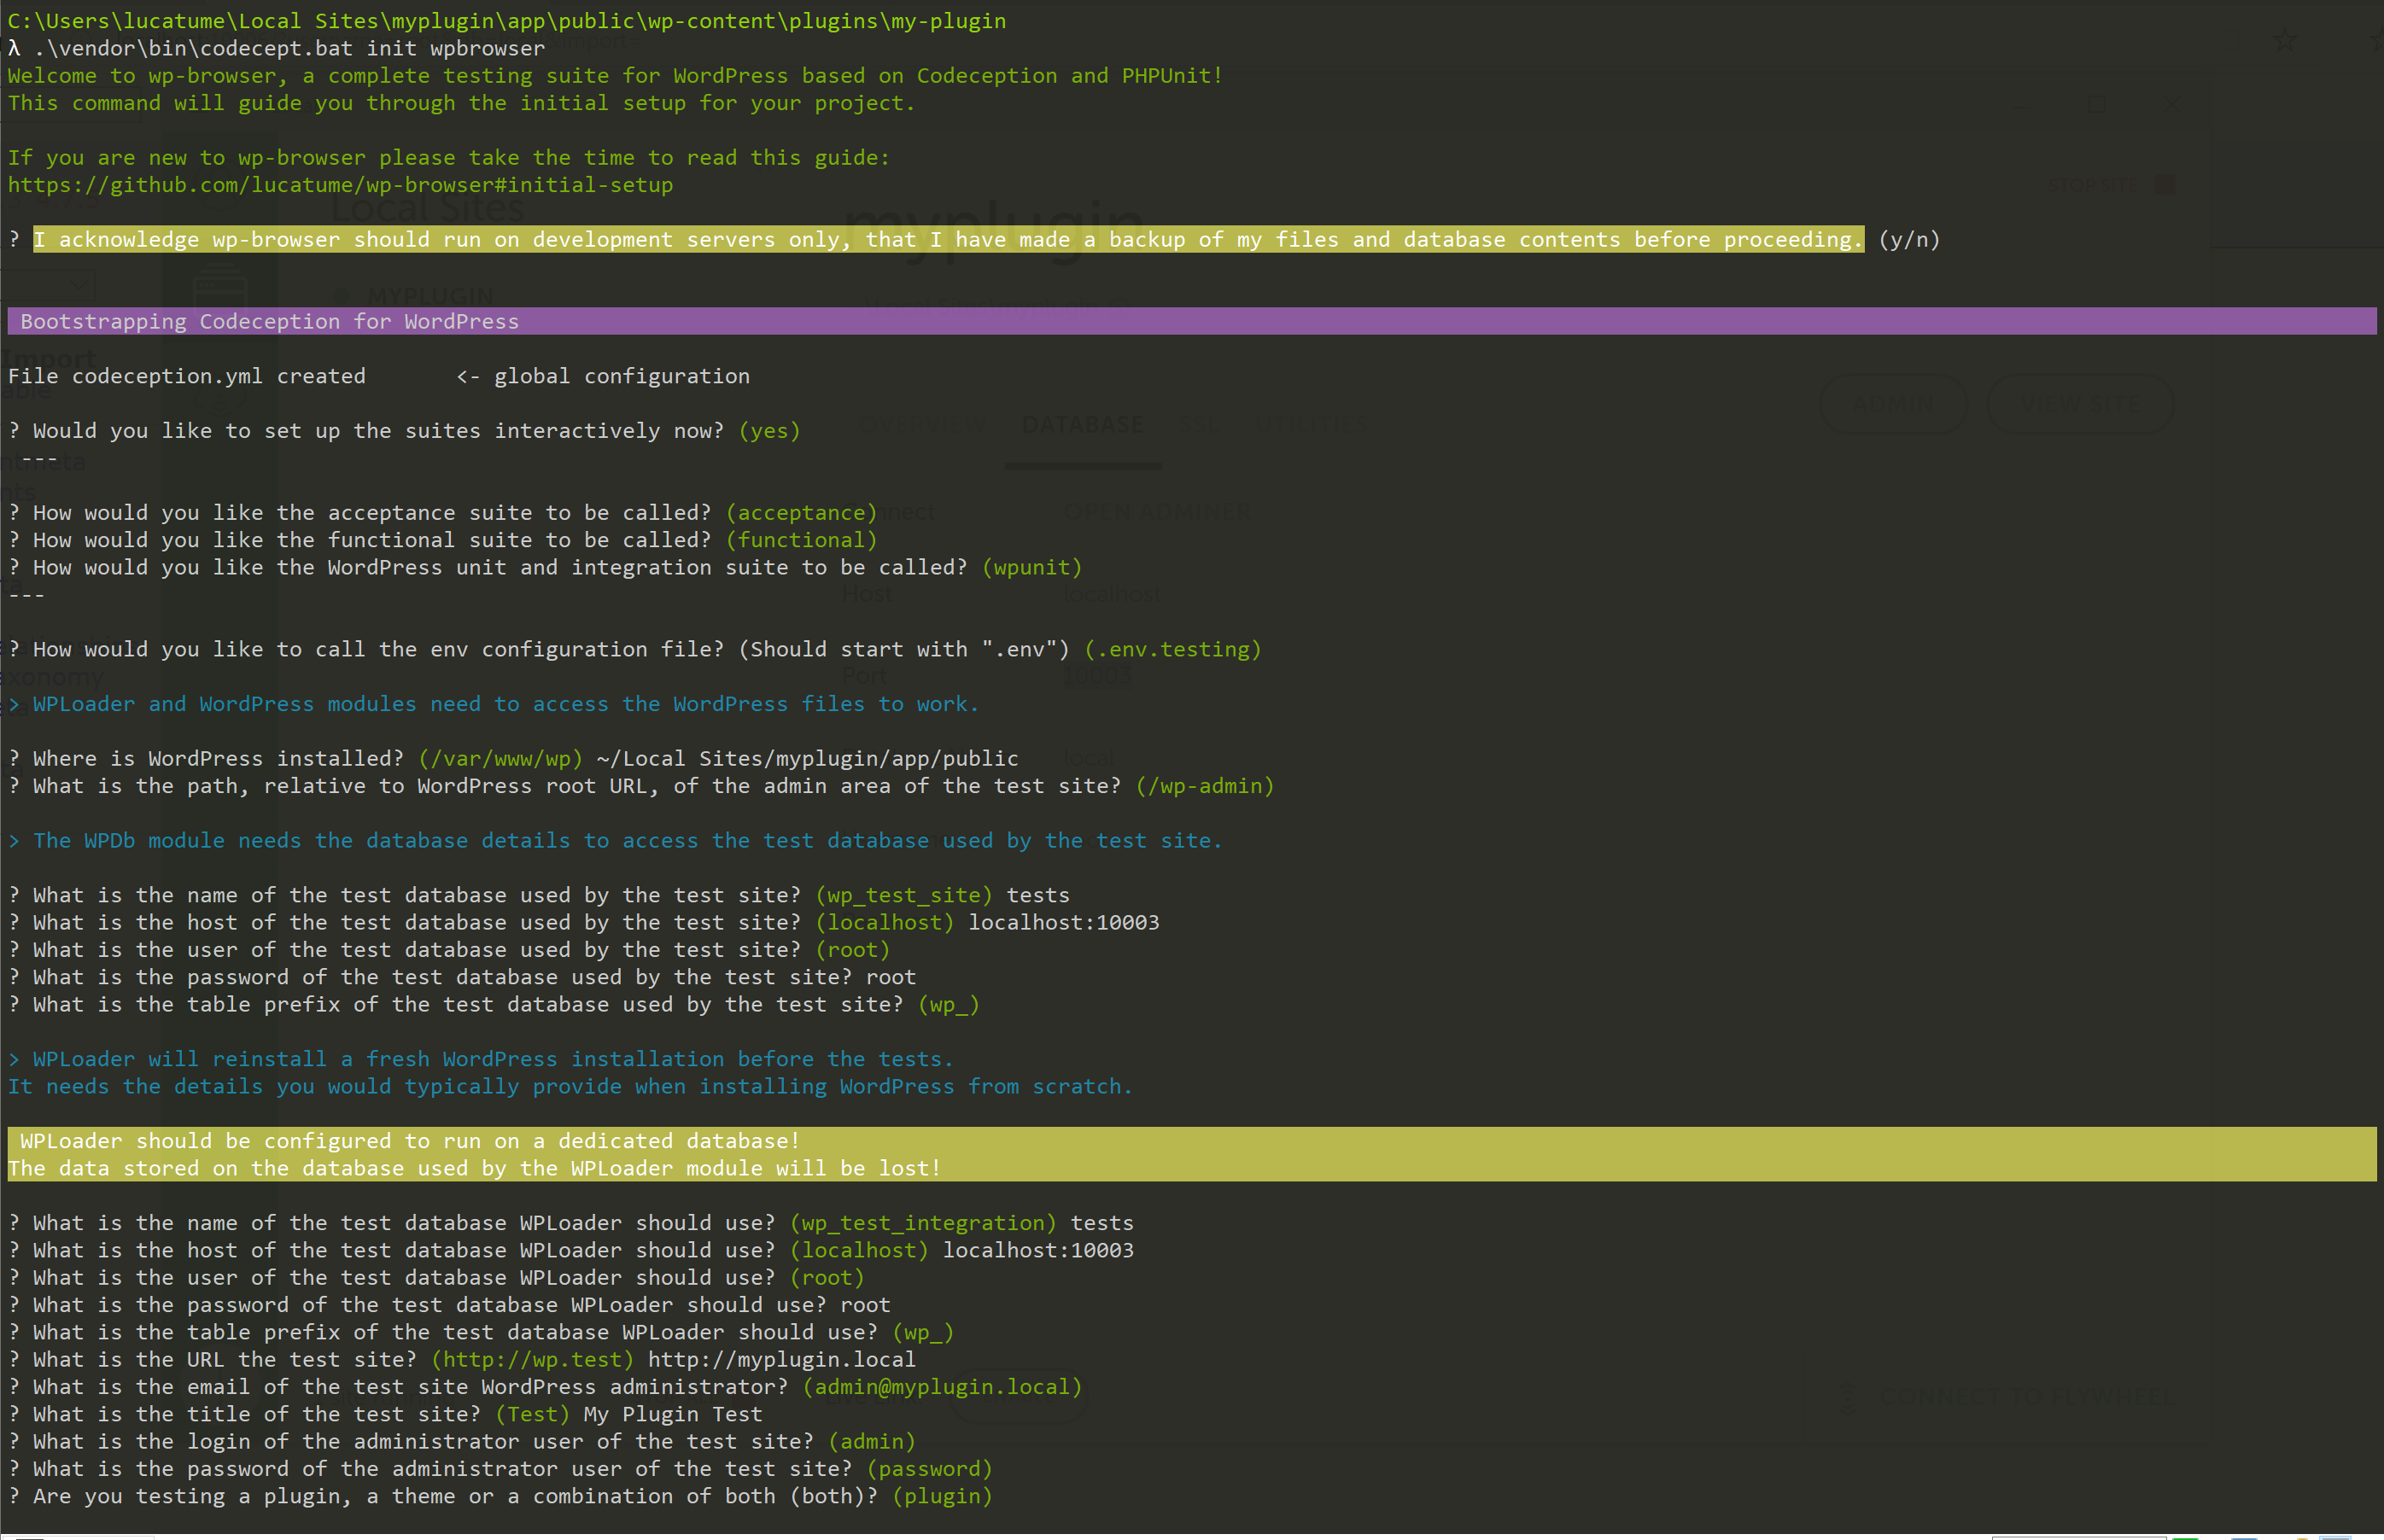 C:\Users\lucatume\Local Sites\myplugin\app\public\wp-content\plugins\my-plugin
λ .\vendor\bin\codecept.bat init wpbrowser
Welcome to wp-browser, a complete testing suite for WordPress based on Codeception and PHPUnit!
This command will guide you through the initial setup for your project.
If you are new to wp-browser please take the time to read this guide:
https://github.com/lucatume/wp-browser#initial-setup
STOP SITE
Local Sites
myplugin
? I acknowledge wp-browser should run on development servers only, that I have made a backup of my files and database contents before proceeding. (y/n)
MYPLUGIN
Bootstrapping Codeception for WordPress
Import
File codeception.yml created <- global configuration
ADMIN
VIEW SITE
OVERVIEW DATABASE SSL UTILITIES
? Would you like to set up the suites interactively now? (yes)
---
? How would you like the acceptance suite to be called? (acceptance)
OPEN ADMINER
? How would you like the functional suite to be called? (functional)
? How would you like the WordPress unit and integration suite to be called? (wpunit)
---
Host localhost
? How would you like to call the env configuration file? (Should start with ".env") (.env.testing)
Port 10003
> WPLoader and WordPress modules need to access the WordPress files to work.
? Where is WordPress installed? (/var/www/wp) ~/Local Sites/myplugin/app/public
local
? What is the path, relative to WordPress root URL, of the admin area of the test site? (/wp-admin)
> The WPDb module needs the database details to access the test database used by the test site.
? What is the name of the test database used by the test site? (wp_test_site) tests
? What is the host of the test database used by the test site? (localhost) localhost:10003
? What is the user of the test database used by the test site? (root)
? What is the password of the test database used by the test site? root
? What is the table prefix of the test database used by the test site? (wp_)
> WPLoader will reinstall a fresh WordPress installation before the tests.
It needs the details you would typically provide when installing WordPress from scratch.
WPLoader should be configured to run on a dedicated database!
The data stored on the database used by the WPLoader module will be lost!
? What is the name of the test database WPLoader should use? (wp_test_integration) tests
? What is the host of the test database WPLoader should use? (localhost) localhost:10003
? What is the user of the test database WPLoader should use? (root)
? What is the password of the test database WPLoader should use? root
? What is the table prefix of the test database WPLoader should use? (wp_)
? What is the URL the test site? (http://wp.test) http://myplugin.local
? What is the email of the test site WordPress administrator? (admin@myplugin.local)
CONNECT TO FLYWHEEL
? What is the title of the test site? (Test) My Plugin Test
? What is the login of the administrator user of the test site? (admin)
? What is the password of the administrator user of the test site? (password)
? Are you testing a plugin, a theme or a combination of both (both)? (plugin)